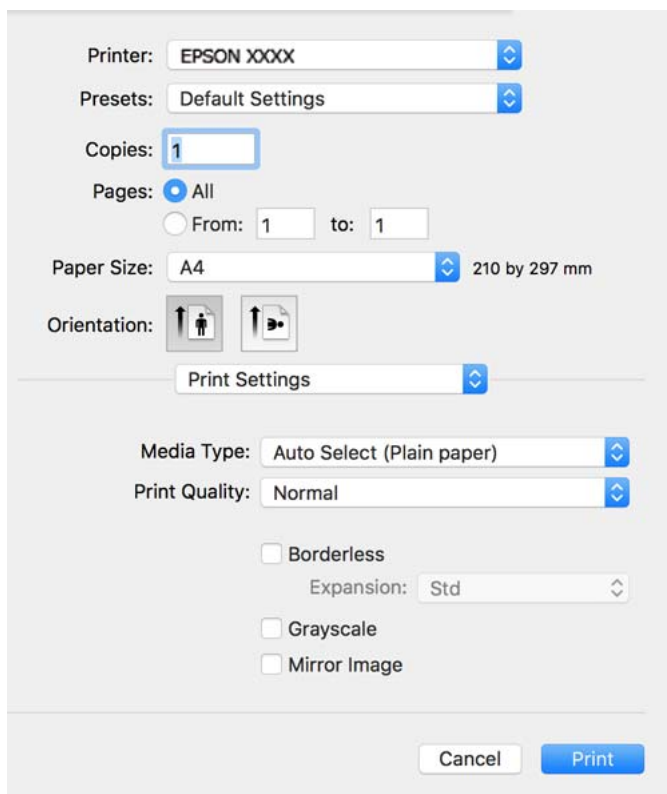 Printer: EPSON XXXX
Presets: Default Settings
Copies: 1
Pages: All
From: 1 to: 1
Paper Size: A4 210 by 297 mm
Orientation:
Print Settings
Media Type: Auto Select (Plain paper)
Print Quality: Normal
Borderless
Expansion: Std
Grayscale
Mirror Image
Cancel Print